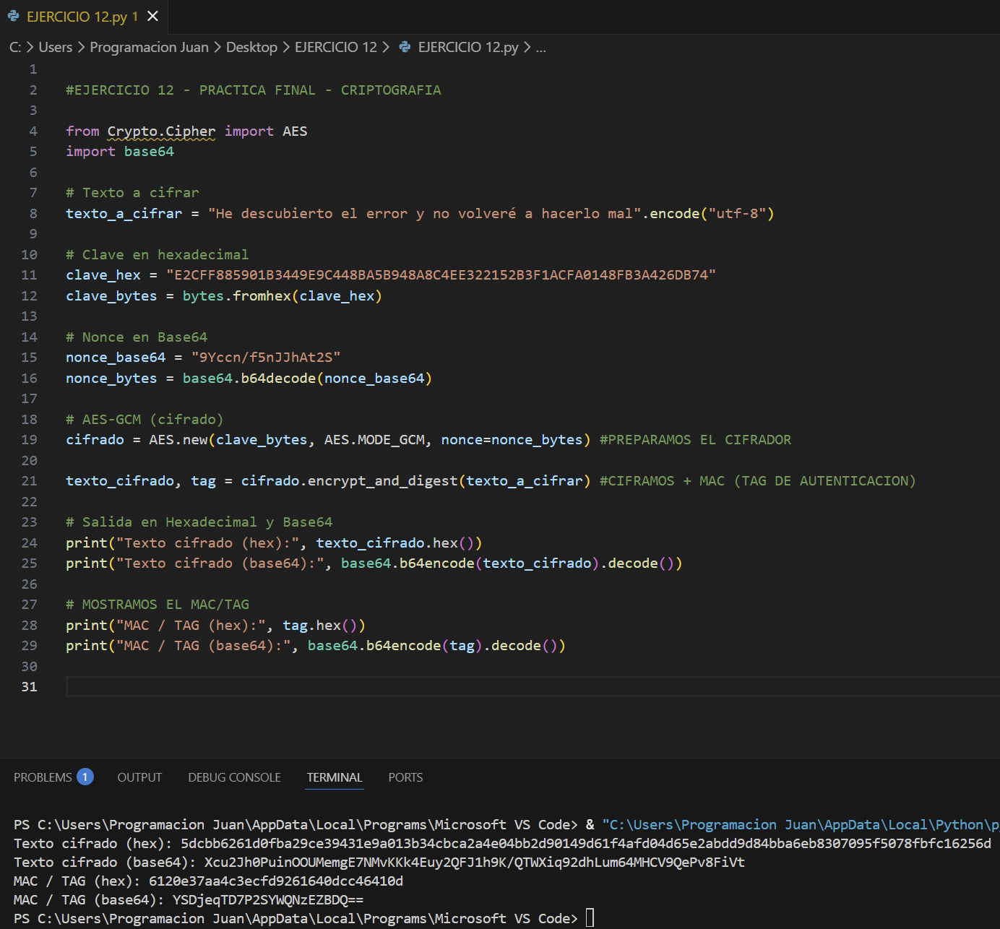 EJERCICIO 12.py 1
C: > Users > Programacion Juan > Desktop > EJERCICIO 12 > EJERCICIO 12.py > ...
1
2 #EJERCICIO 12 - PRACTICA FINAL - CRIPTOGRAFIA
3
4 from Crypto.Cipher import AES
5 import base64
6
7 # Texto a cifrar
8 texto_a_cifrar = "He descubierto el error y no volveré a hacerlo mal".encode("utf-8")
9
10 # Clave en hexadecimal
11 clave_hex = "E2CFF885901B3449E9C448BA5B948A8C4EE322152B3F1ACFA0148FB3A426DB74"
12 clave_bytes = bytes.fromhex(clave_hex)
13
14 # Nonce en Base64
15 nonce_base64 = "9Yccn/f5nJJhAt2S"
16 nonce_bytes = base64.b64decode(nonce_base64)
17
18 # AES-GCM (cifrado)
19 cifrado = AES.new(clave_bytes, AES.MODE_GCM, nonce=nonce_bytes) #PREPARAMOS EL CIFRADOR
20
21 texto_cifrado, tag = cifrado.encrypt_and_digest(texto_a_cifrar) #CIFRAMOS + MAC (TAG DE AUTENTICACION)
22
23 # Salida en Hexadecimal y Base64
24 print("Texto cifrado (hex):", texto_cifrado.hex())
25 print("Texto cifrado (base64):", base64.b64encode(texto_cifrado).decode())
26
27 # MOSTRAMOS EL MAC/TAG
28 print("MAC / TAG (hex):", tag.hex())
29 print("MAC / TAG (base64):", base64.b64encode(tag).decode())
30
31
PROBLEMS 1 OUTPUT DEBUG CONSOLE TERMINAL PORTS
PS C:\Users\Programacion Juan\AppData\Local\Programs\Microsoft VS Code> & "C:\Users\Programacion Juan\AppData\Local\Python\p
Texto cifrado (hex): 5dcbb6261d0fba29ce39431e9a013b34cbca2a4e04bb2d90149d61f4afd04d65e2abdd9d84bba6eb8307095f5078fbfc16256d
Texto cifrado (base64): Xcu2Jh0PuinOOUMemgE7NMvKKk4Euy2QFJ1h9K/QTWXiq92dhLum64MHCV9QePv8FiVt
MAC / TAG (hex): 6120e37aa4c3ecfd9261640dcc46410d
MAC / TAG (base64): YSDjeqTD7P2SYWQNzEZBDQ==
PS C:\Users\Programacion Juan\AppData\Local\Programs\Microsoft VS Code>